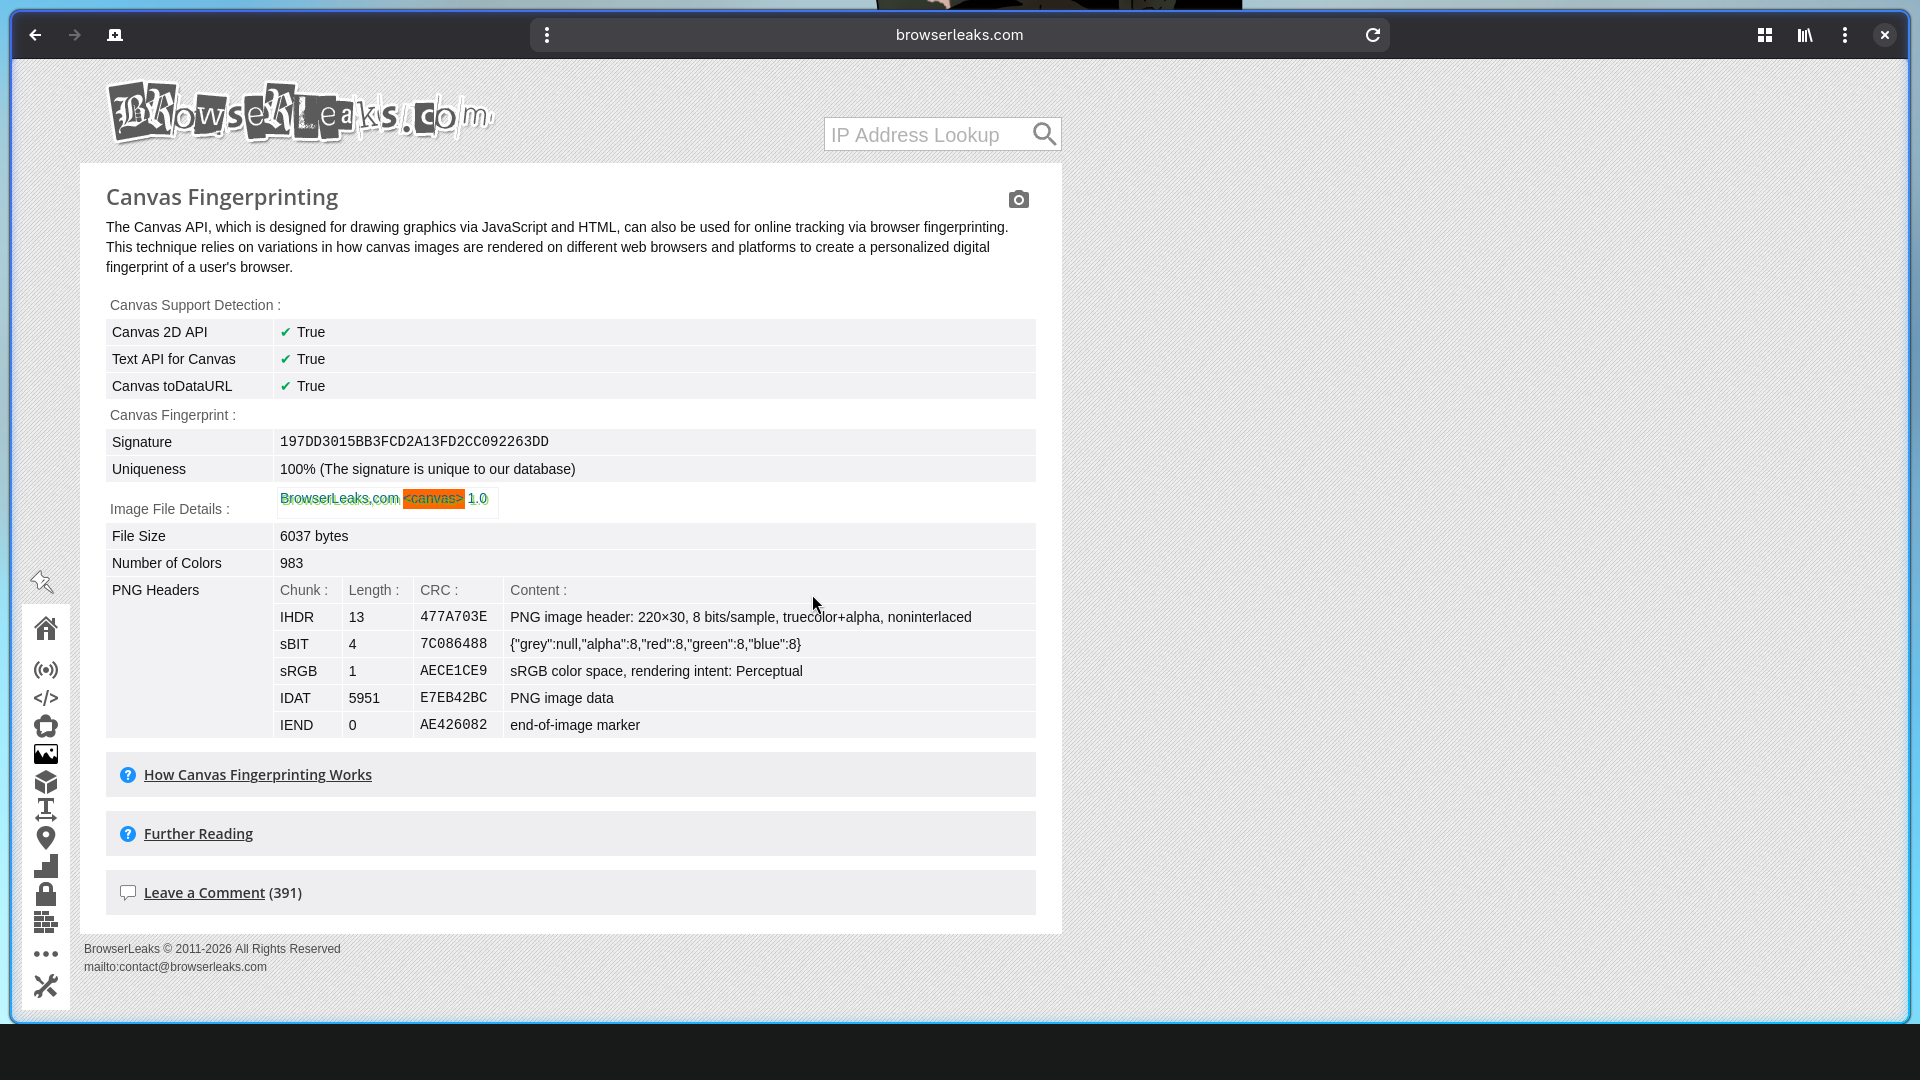 browserleaks.com
BrowserLeaks.com
IP Address Lookup
Canvas Fingerprinting
The Canvas API, which is designed for drawing graphics via JavaScript and HTML, can also be used for online tracking via browser fingerprinting.
This technique relies on variations in how canvas images are rendered on different web browsers and platforms to create a personalized digital
fingerprint of a user's browser.
Canvas Support Detection :
Canvas 2D API ✔ True
Text API for Canvas ✔ True
Canvas toDataURL ✔ True
Canvas Fingerprint :
Signature 197DD3015BB3FCD2A13FD2CC092263DD
Uniqueness 100% (The signature is unique to our database)
BrowserLeaks,com <canvas> 1.0
Image File Details :
File Size 6037 bytes
Number of Colors 983
PNG Headers Chunk : Length : CRC : Content :
IHDR 13 477A703E PNG image header: 220×30, 8 bits/sample, truecolor+alpha, noninterlaced
sBIT 4 7C086488 {"grey":null,"alpha":8,"red":8,"green":8,"blue":8}
sRGB 1 AECE1CE9 sRGB color space, rendering intent: Perceptual
IDAT 5951 E7EB42BC PNG image data
IEND 0 AE426082 end-of-image marker
How Canvas Fingerprinting Works
Further Reading
Leave a Comment (391)
BrowserLeaks © 2011-2026 All Rights Reserved
mailto:contact@browserleaks.com